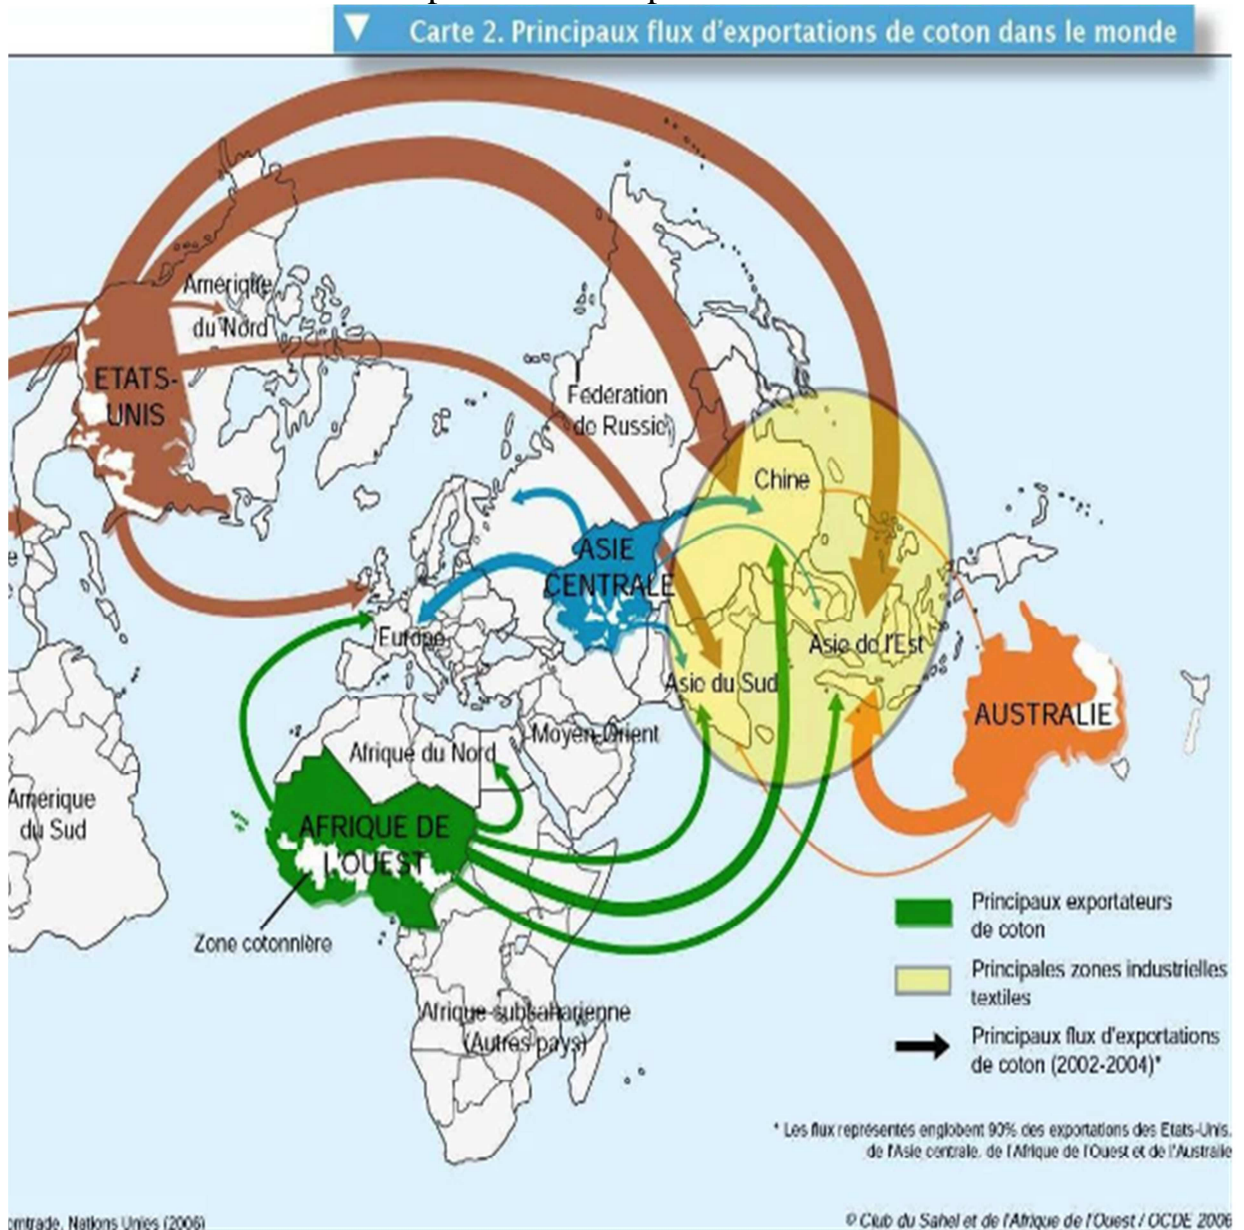 Carte 2. Principaux flux d'exportations de coton dans le monde
Amérique
du Nord
ETATS-
UNIS
Fédération
de Russie
Chine
ASIE
CENTRALE
Europe
Asie de l'Est
Asie du Sud
AUSTRALIE
Moyen-Orient
Afrique du Nord
Amérique
du Sud
AFRIQUE DE
L'OUEST
Zone cotonnière
Afrique subsaharienne
(Autres pays)
Principaux exportateurs
de coton
Principales zones industrielles
textiles
Principaux flux d'exportations
de coton (2002-2004)*
* Les flux représentés englobent 90% des exportations des Etats-Unis,
de l'Asie centrale, de l'Afrique de l'Ouest et de l'Australie
omtrade, Nations Unies (2006)
© Club du Sahel et de l'Afrique de l'Ouest / OCDE 2006